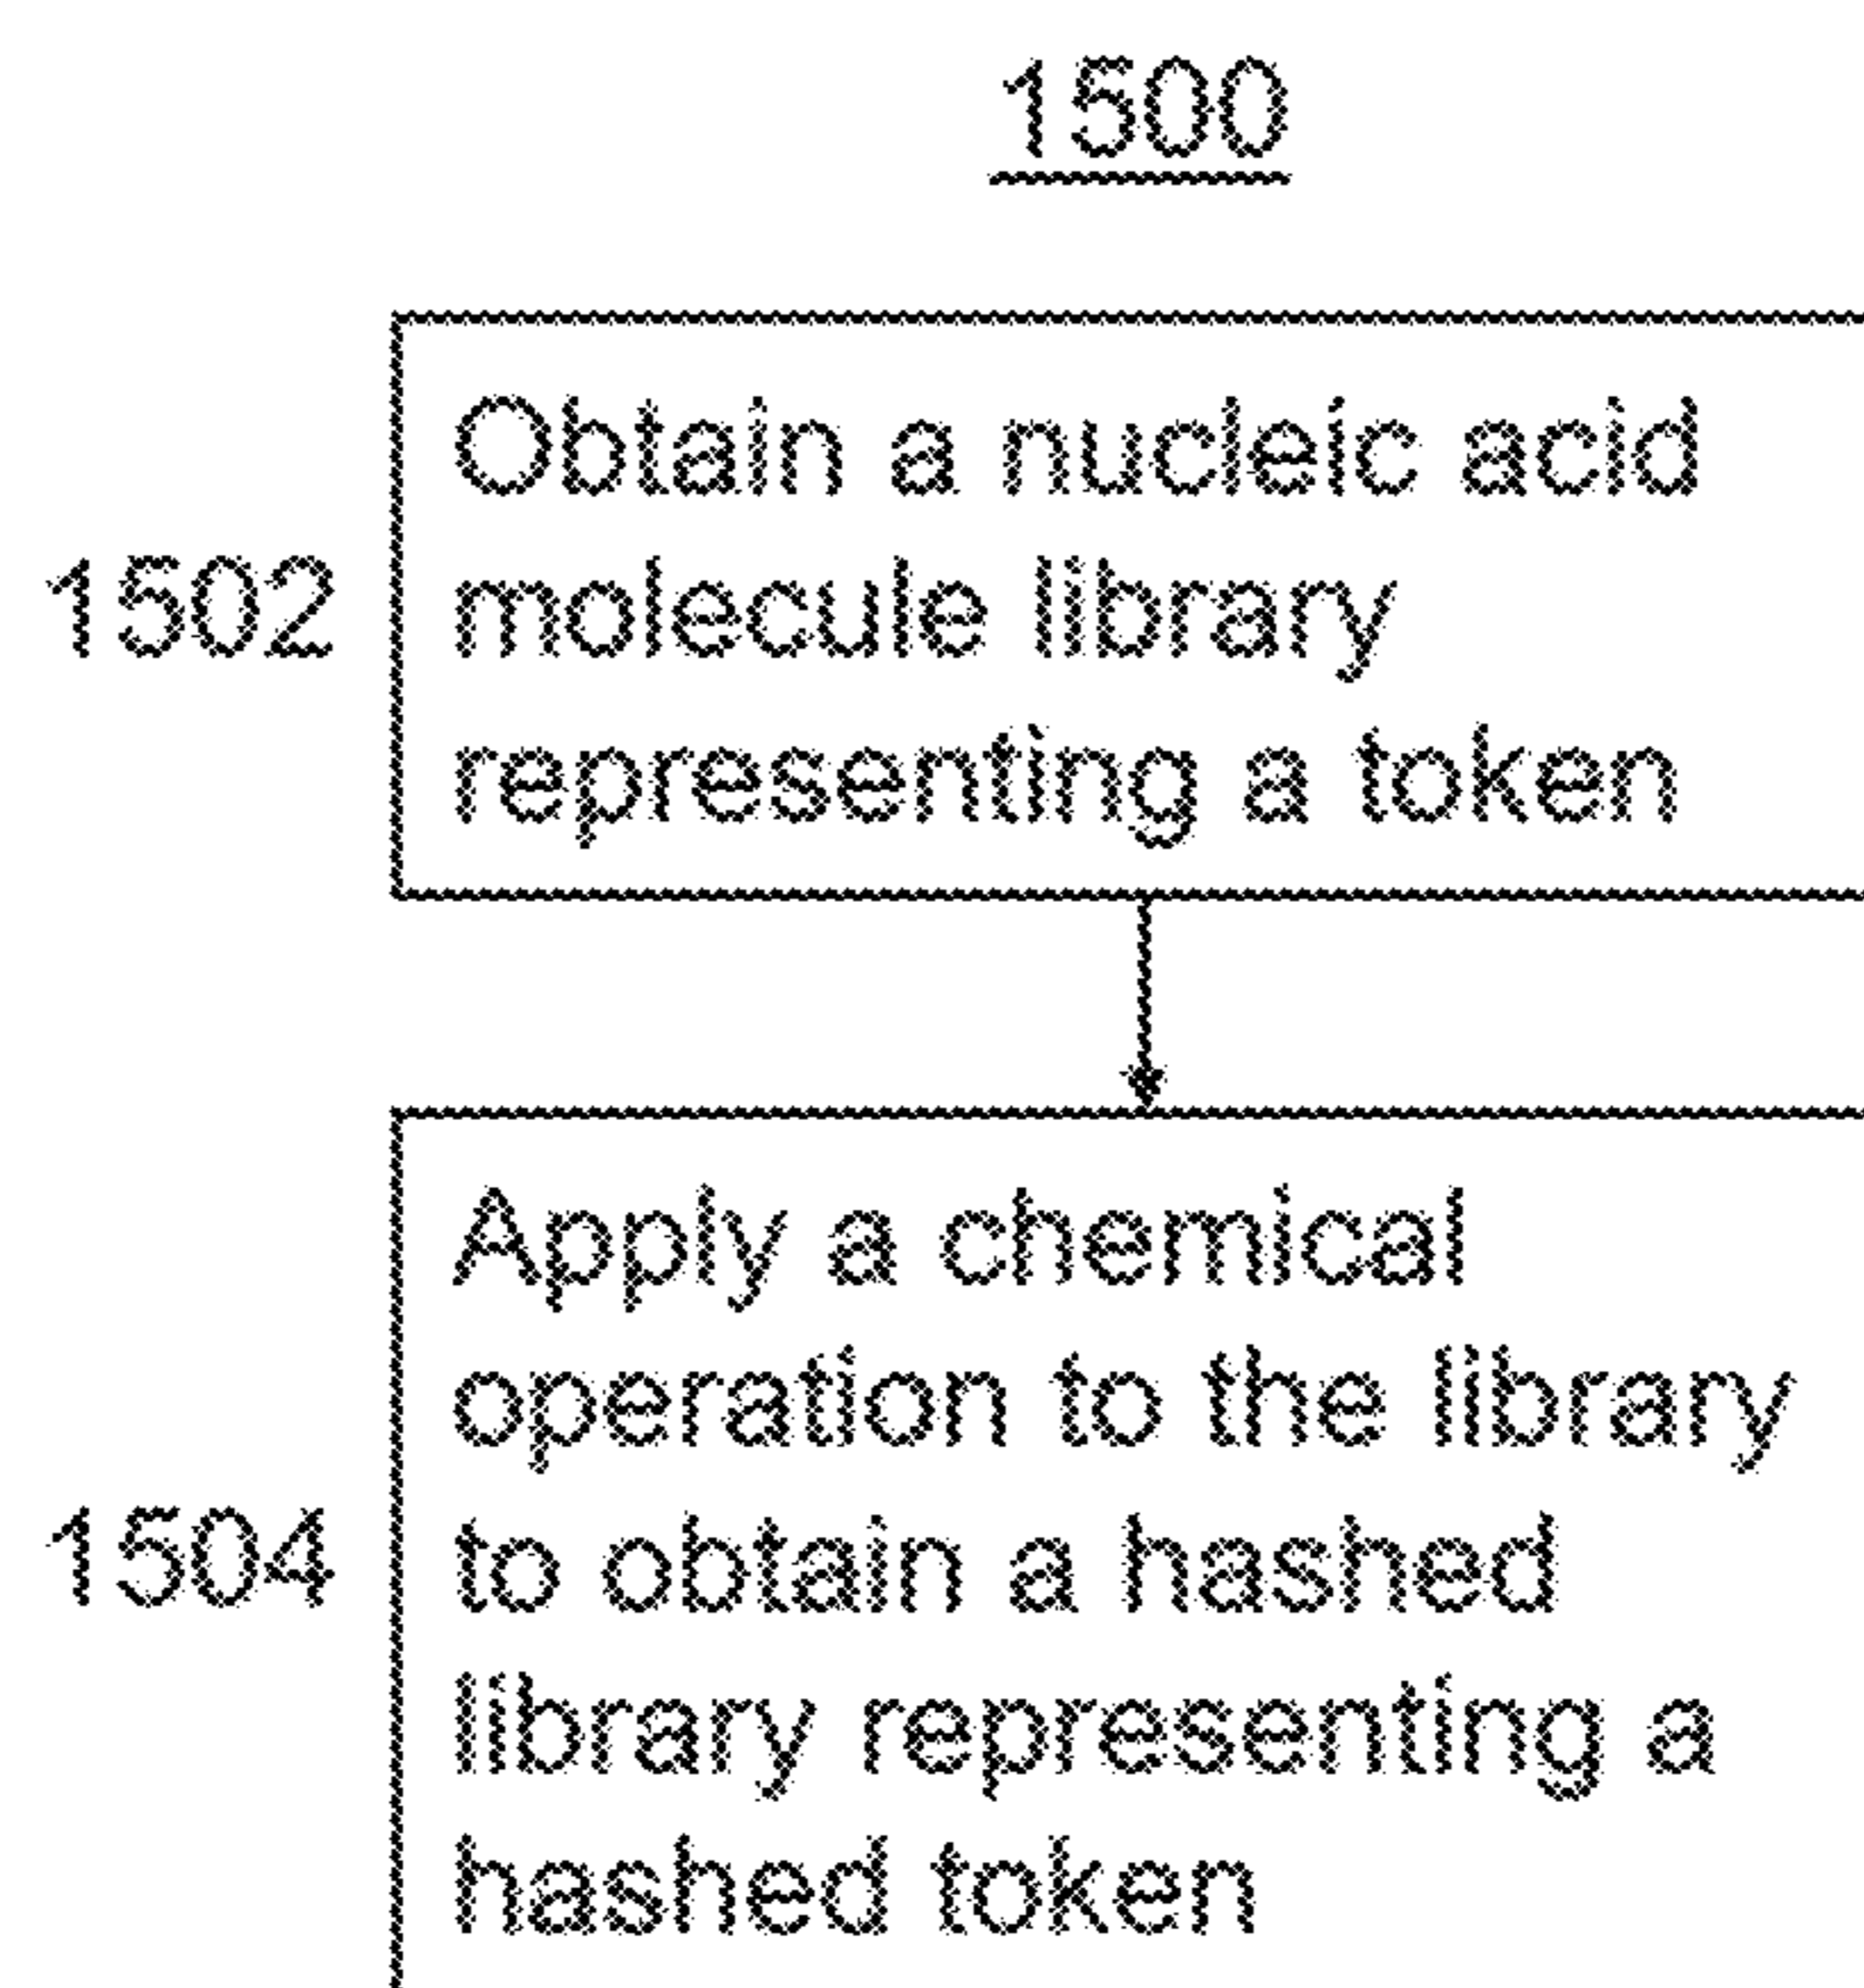 1500
Obtain a nucleic acid
1502 molecule library
representing a token
Apply a chemical
operation to the library
1504 to obtain a hashed
library representing a
hashed token